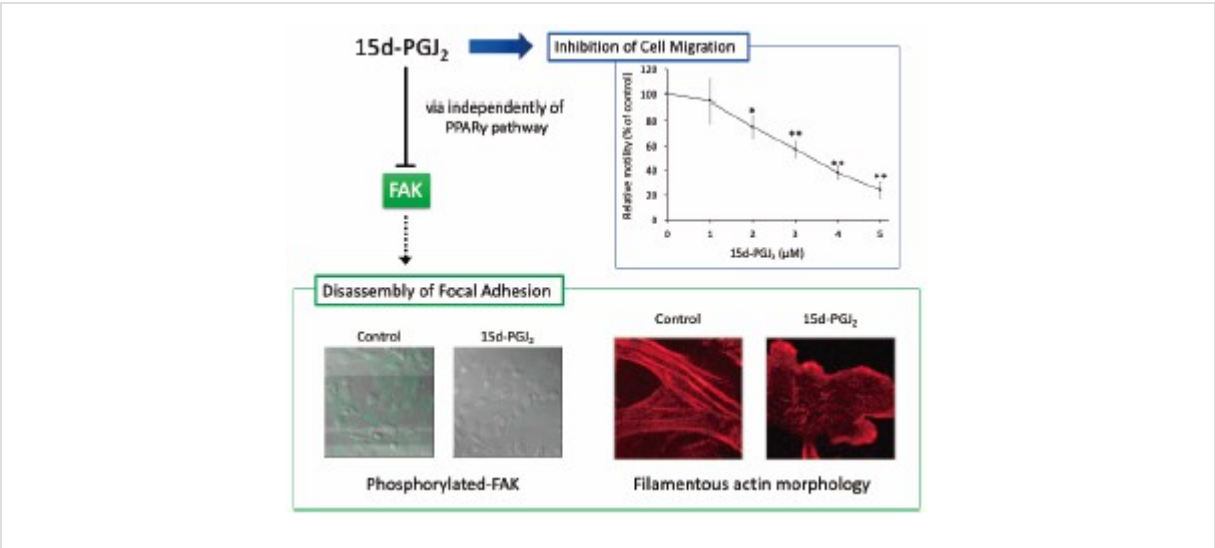 15d-PGJ₂
Inhibition of Cell Migration
via independently of
PPARγ pathway
FAK
Relative motility (% of control)
120
100
80
60
40
20
0
*
**
**
**
0 1 2 3 4 5
15d-PGJ₂ (μM)
Disassembly of Focal Adhesion
Control
15d-PGJ₂
Control
15d-PGJ₂
Phosphorylated-FAK
Filamentous actin morphology